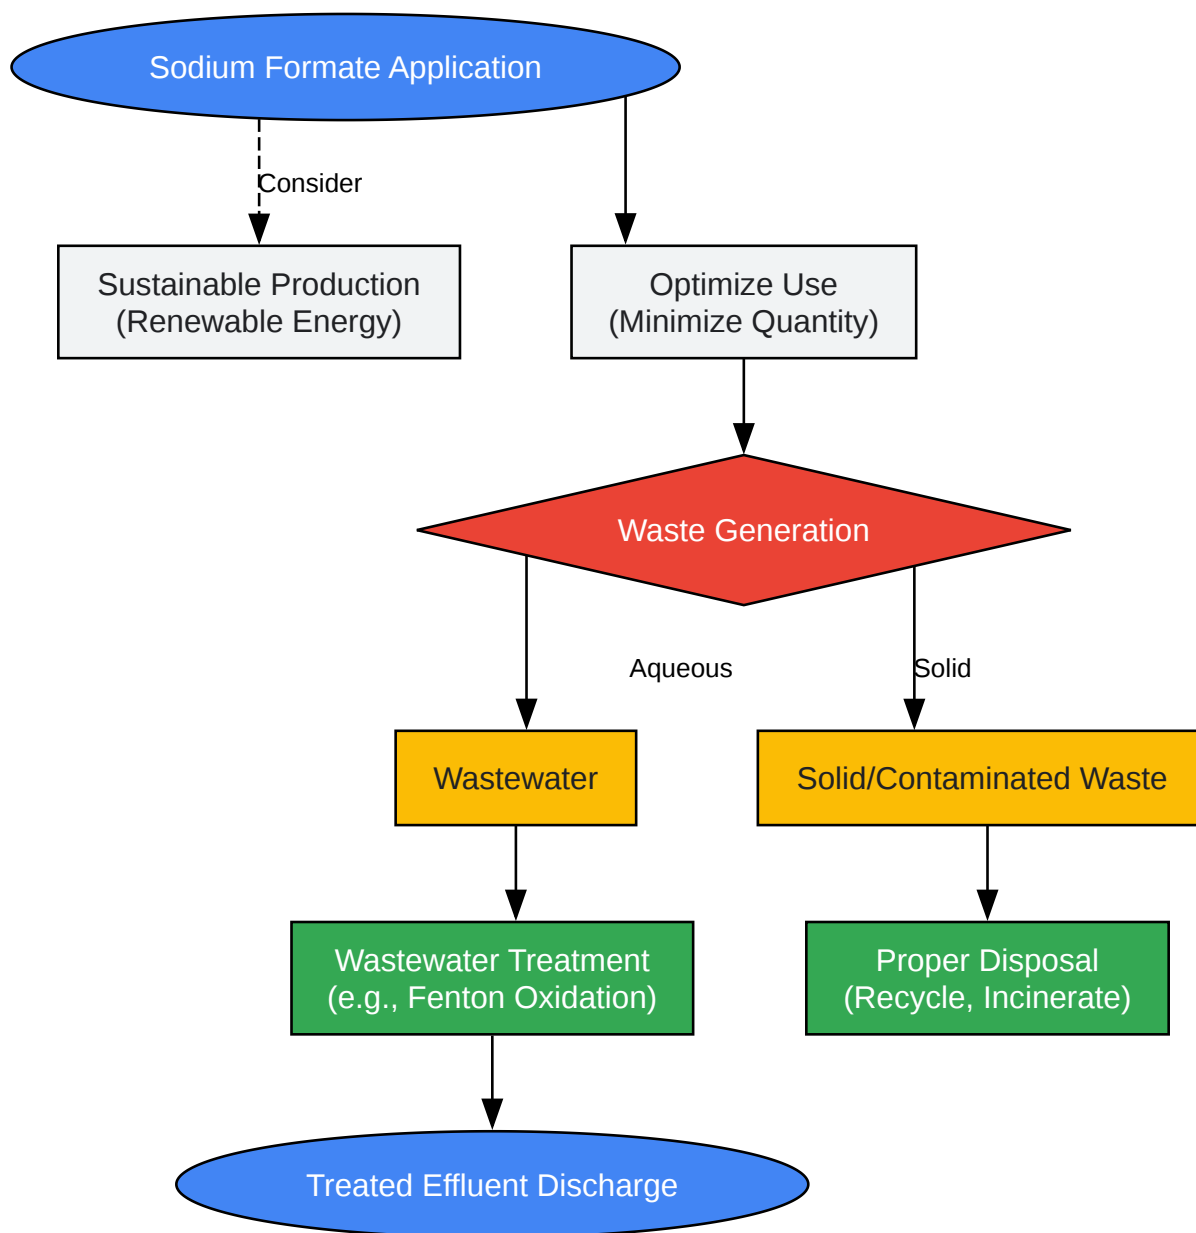 Sodium Formate Application
Consider
Sustainable Production
(Renewable Energy)
Optimize Use
(Minimize Quantity)
Waste Generation
Aqueous
Solid
Wastewater
Solid/Contaminated Waste
Wastewater Treatment
(e.g., Fenton Oxidation)
Proper Disposal
(Recycle, Incinerate)
Treated Effluent Discharge